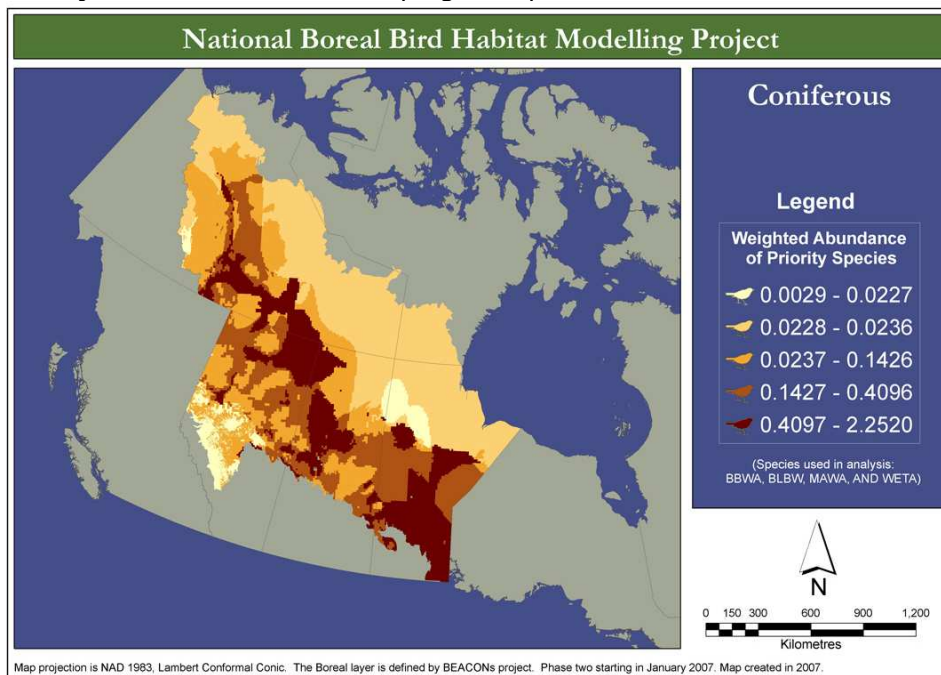 National Boreal Bird Habitat Modelling Project
Coniferous
Legend
Weighted Abundance
of Priority Species
0.0029 - 0.0227
0.0228 - 0.0236
0.0237 - 0.1426
0.1427 - 0.4096
0.4097 - 2.2520
(Species used in analysis:
BBWA, BLBW, MAWA, AND WETA)
N
0 150 300 600 900 1,200
Kilometres
Map projection is NAD 1983, Lambert Conformal Conic. The Boreal layer is defined by BEACONs project. Phase two starting in January 2007. Map created in 2007.